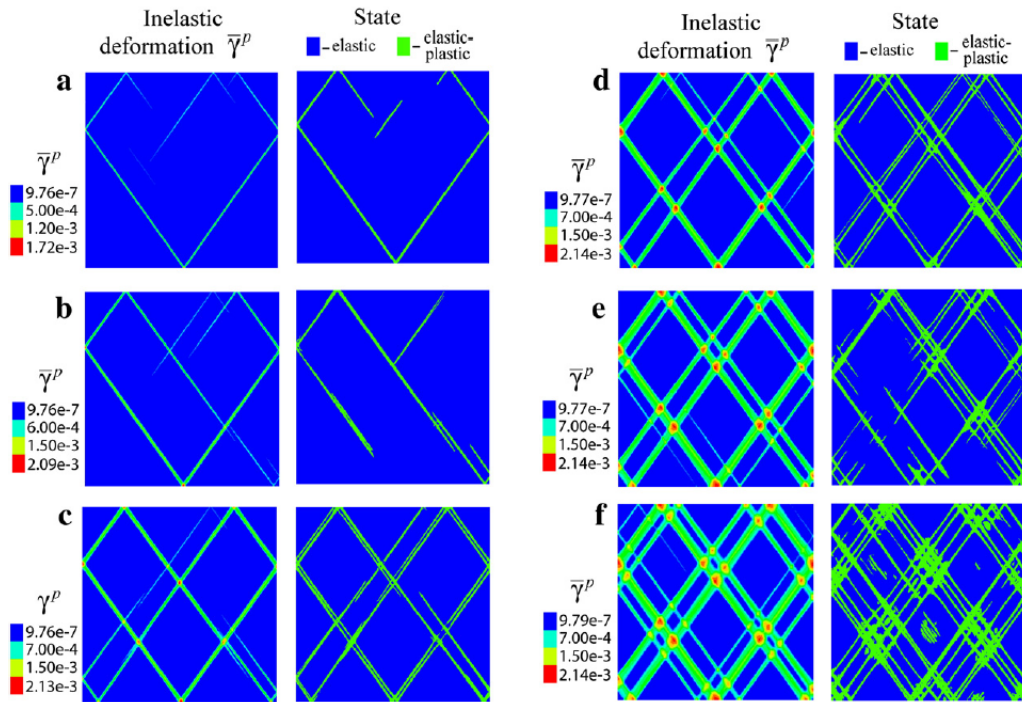 Inelastic
deformation γ̅ᵖ
State
–elastic
–elastic-
plastic
a
γ̅ᵖ
9.76e-7
5.00e-4
1.20e-3
1.72e-3
b
γ̅ᵖ
9.76e-7
6.00e-4
1.50e-3
2.09e-3
c
γᵖ
9.76e-7
7.00e-4
1.50e-3
2.13e-3
Inelastic
deformation γ̅ᵖ
State
–elastic
–elastic-
plastic
d
γ̅ᵖ
9.77e-7
7.00e-4
1.50e-3
2.14e-3
e
γ̅ᵖ
9.77e-7
7.00e-4
1.50e-3
2.14e-3
f
γ̅ᵖ
9.79e-7
7.00e-4
1.50e-3
2.14e-3